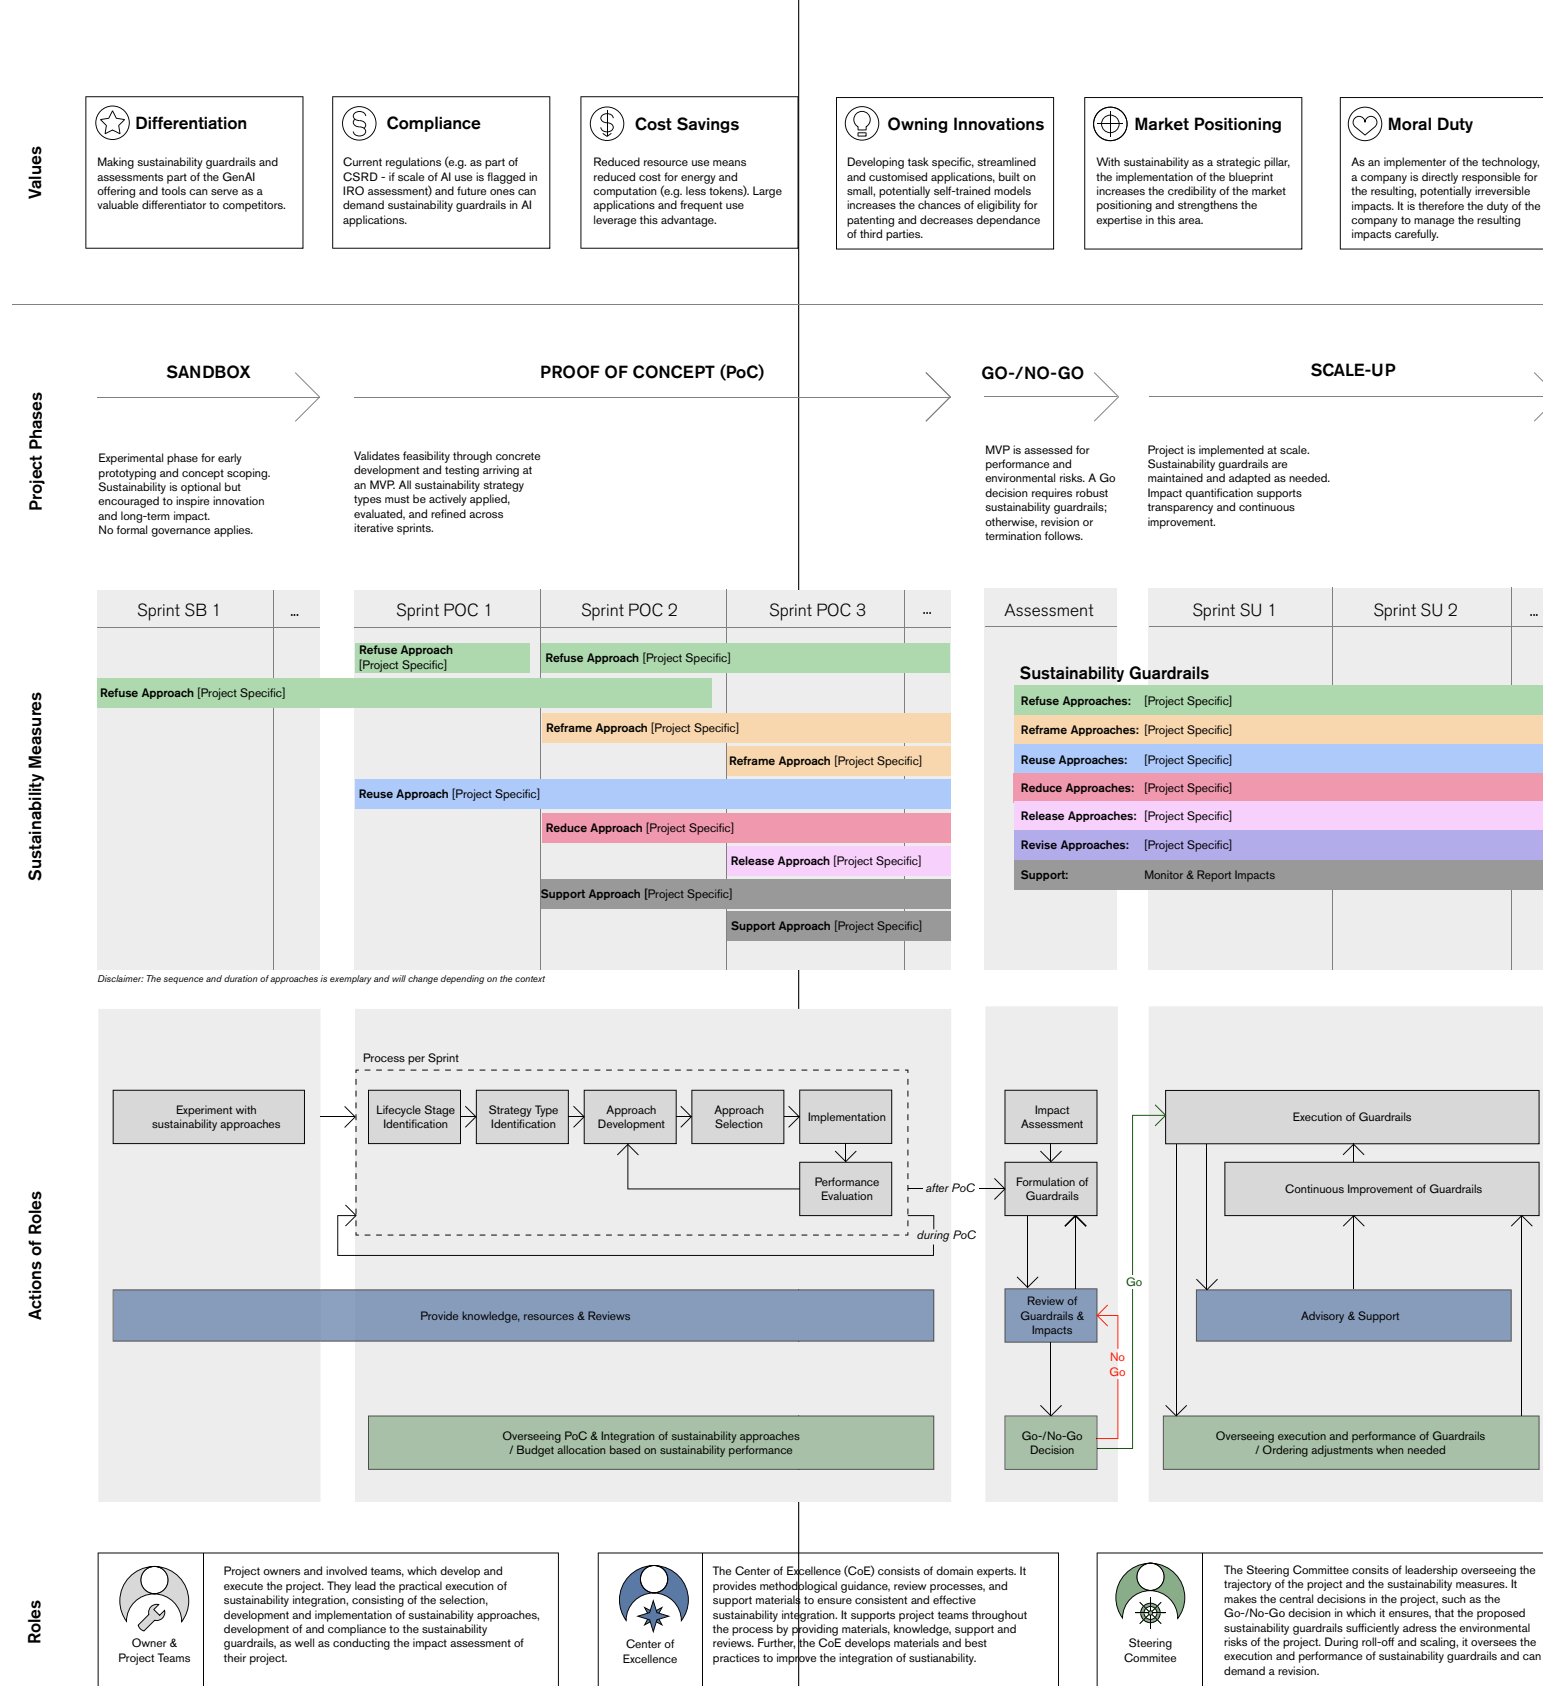 Values
Differentiation
Making sustainability guardrails and
assessments part of the GenAI
offering and tools can serve as a
valuable differentiator to competitors.
Compliance
Current regulations (e.g. as part of
CSRD - if scale of AI use is flagged in
IRO assessment) and future ones can
demand sustainability guardrails in AI
applications.
Cost Savings
Reduced resource use means
reduced cost for energy and
computation (e.g. less tokens). Large
applications and frequent use
leverage this advantage.
Owning Innovations
Developing task specific, streamlined
and customised applications, built on
small, potentially self-trained models
increases the chances of eligibility for
patenting and decreases dependance
of third parties.
Market Positioning
With sustainability as a strategic pillar,
the implementation of the blueprint
increases the credibility of the market
positioning and strengthens the
expertise in this area.
Moral Duty
As an implementer of the technology,
a company is directly responsible for
the resulting, potentially irreversible
impacts. It is therefore the duty of the
company to manage the resulting
impacts carefully.
Project Phases
SANDBOX
Experimental phase for early
prototyping and concept scoping.
Sustainability is optional but
encouraged to inspire innovation
and long-term impact.
No formal governance applies.
PROOF OF CONCEPT (PoC)
Validates feasibility through concrete
development and testing arriving at
an MVP. All sustainability strategy
types must be actively applied,
evaluated, and refined across
iterative sprints.
GO-/NO-GO
MVP is assessed for
performance and
environmental risks. A Go
decision requires robust
sustainability guardrails;
otherwise, revision or
termination follows.
SCALE-UP
Project is implemented at scale.
Sustainability guardrails are
maintained and adapted as needed.
Impact quantification supports
transparency and continuous
improvement.
Sustainability Measures
Sprint SB 1
...
Sprint POC 1
Sprint POC 2
Sprint POC 3
...
Assessment
Sprint SU 1
Sprint SU 2
...
Refuse Approach
[Project Specific]
Refuse Approach [Project Specific]
Refuse Approach [Project Specific]
Reframe Approach [Project Specific]
Reframe Approach [Project Specific]
Reuse Approach [Project Specific]
Reduce Approach [Project Specific]
Release Approach [Project Specific]
Support Approach [Project Specific]
Support Approach [Project Specific]
Sustainability Guardrails
Refuse Approaches: [Project Specific]
Reframe Approaches: [Project Specific]
Reuse Approaches: [Project Specific]
Reduce Approaches: [Project Specific]
Release Approaches: [Project Specific]
Revise Approaches: [Project Specific]
Support: Monitor & Report Impacts
Disclaimer: The sequence and duration of approaches is exemplary and will change depending on the context
Actions of Roles
Experiment with
sustainability approaches
Process per Sprint
Lifecycle Stage
Identification
Strategy Type
Identification
Approach
Development
Approach
Selection
Implementation
Performance
Evaluation
after PoC
during PoC
Impact
Assessment
Formulation of
Guardrails
Review of
Guardrails &
Impacts
No
Go
Go
Go-/No-Go
Decision
Execution of Guardrails
Continuous Improvement of Guardrails
Advisory & Support
Overseeing execution and performance of Guardrails
/ Ordering adjustments when needed
Provide knowledge, resources & Reviews
Overseeing PoC & Integration of sustainability approaches
/ Budget allocation based on sustainability performance
Roles
Owner &
Project Teams
Project owners and involved teams, which develop and
execute the project. They lead the practical execution of
sustainability integration, consisting of the selection,
development and implementation of sustainability approaches,
development of and compliance to the sustainability
guardrails, as well as conducting the impact assessment of
their project.
Center of
Excellence
The Center of Excellence (CoE) consists of domain experts. It
provides methodological guidance, review processes, and
support materials to ensure consistent and effective
sustainability integration. It supports project teams throughout
the process by providing materials, knowledge, support and
reviews. Further, the CoE develops materials and best
practices to improve the integration of sustianability.
Steering
Commitee
The Steering Committee consits of leadership overseeing the
trajectory of the project and the sustainability measures. It
makes the central decisions in the project, such as the
Go-/No-Go decision in which it ensures, that the proposed
sustainability guardrails sufficiently adress the environmental
risks of the project. During roll-off and scaling, it oversees the
execution and performance of sustainability guardrails and can
demand a revision.